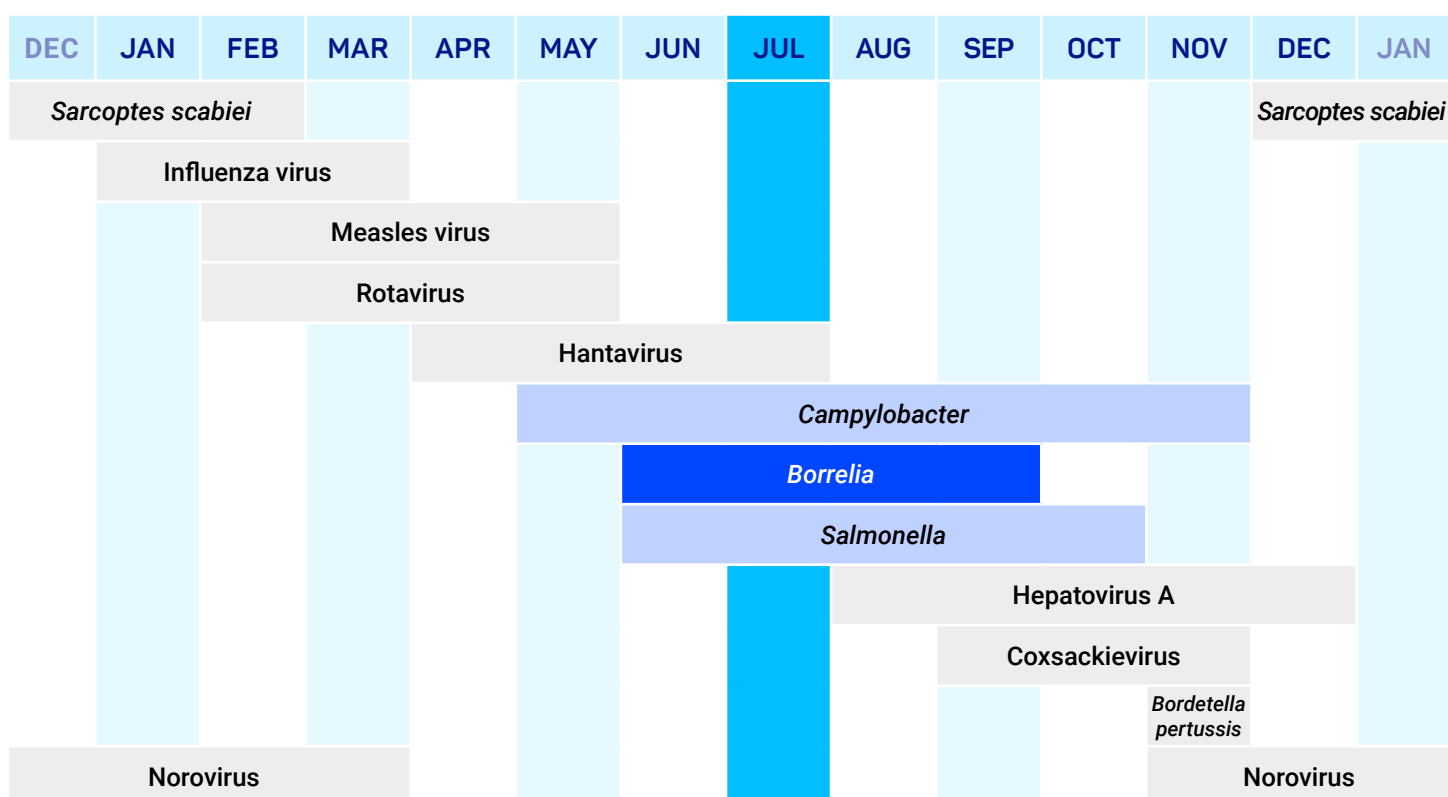 DEC JAN FEB MAR APR MAY JUN JUL AUG SEP OCT NOV DEC JAN
Sarcoptes scabiei Sarcoptes scabiei
Influenza virus
Measles virus
Rotavirus
Hantavirus
Campylobacter
Borrelia
Salmonella
Hepatovirus A
Coxsackievirus
Bordetella
pertussis
Norovirus Norovirus